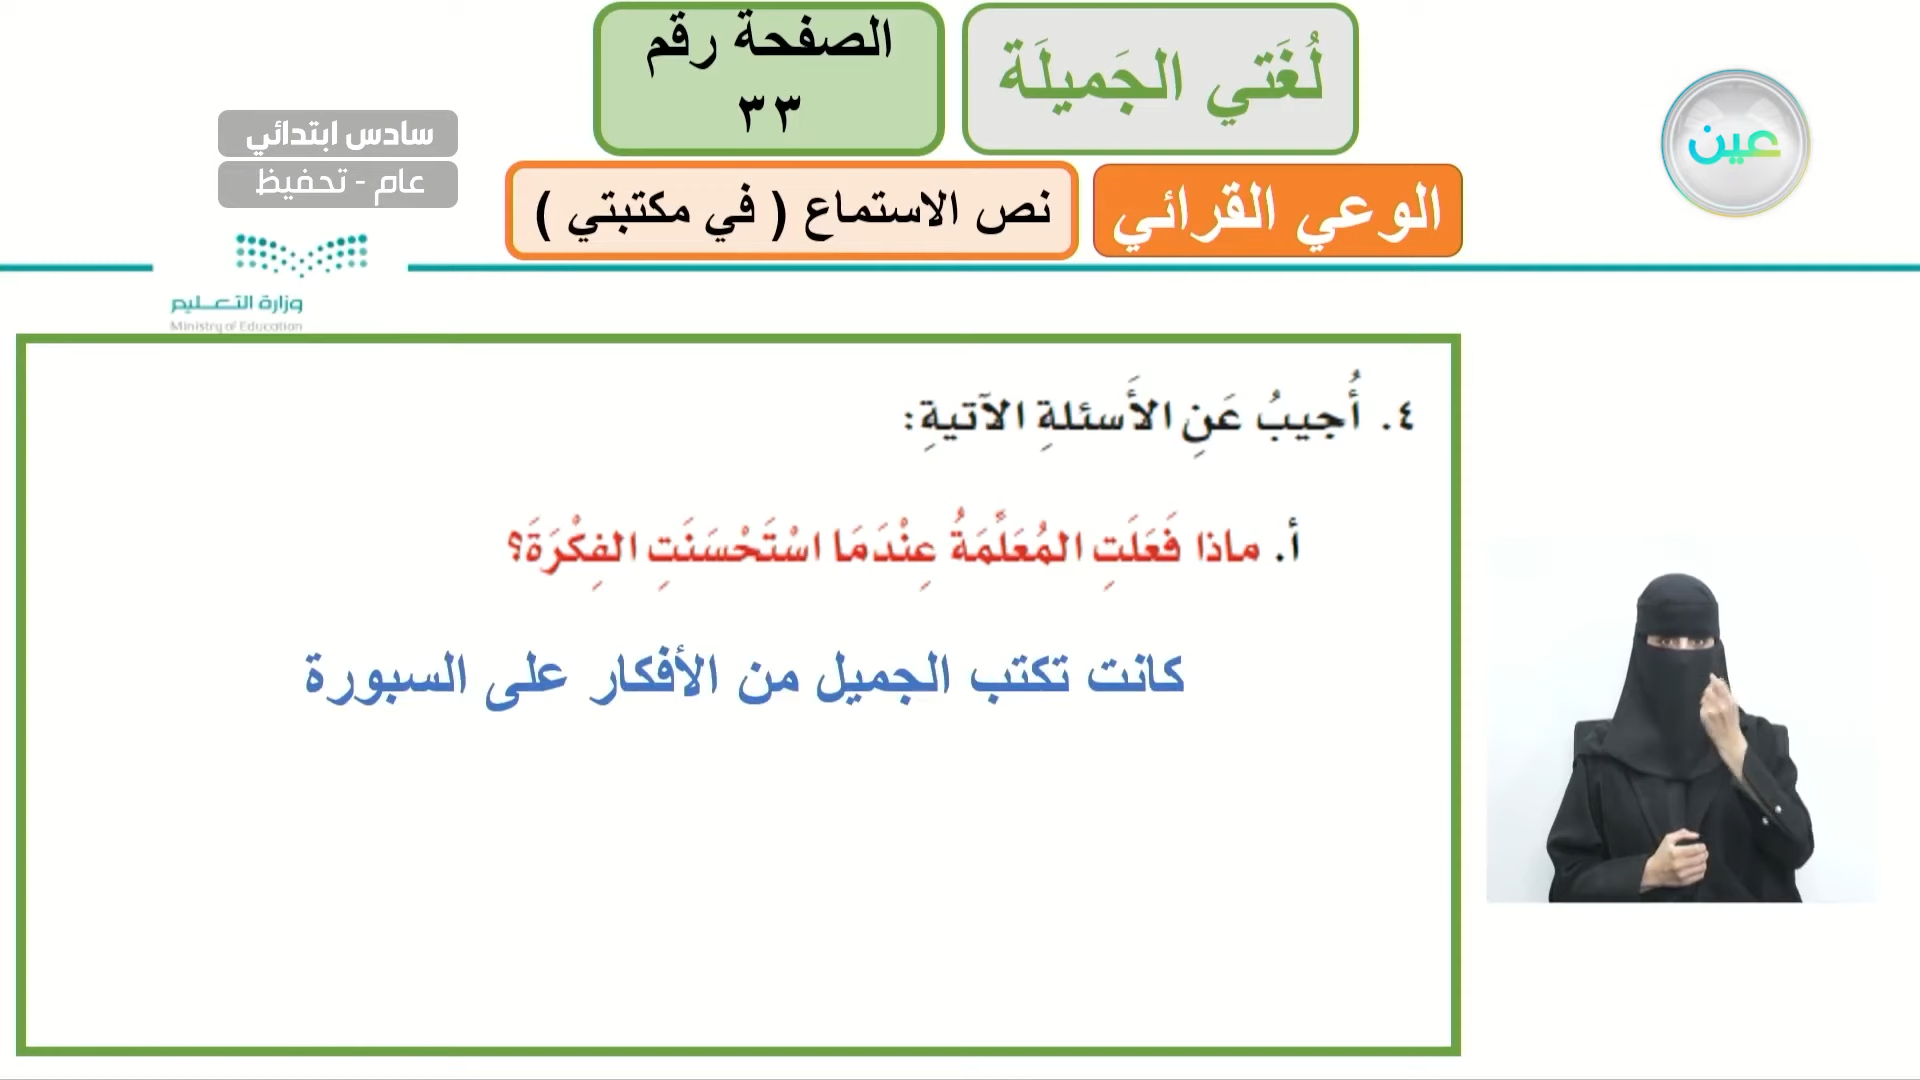 لُغَتي الجَميلَة
الصفحة رقم
٣٣
عين
سادس ابتدائي
عام - تحفيظ
الوعي القرائي
نص الاستماع ( في مكتبتي )
وزارة التعليم
Ministry of Education
٤. أُجيبُ عَنِ الأَسئلةِ الآتيةِ:
أ. ماذا فَعَلَتِ المُعَلِّمَةُ عِنْدَمَا اسْتَحْسَنَتِ الفِكْرَةَ؟
كانت تكتب الجميل من الأفكار على السبورة